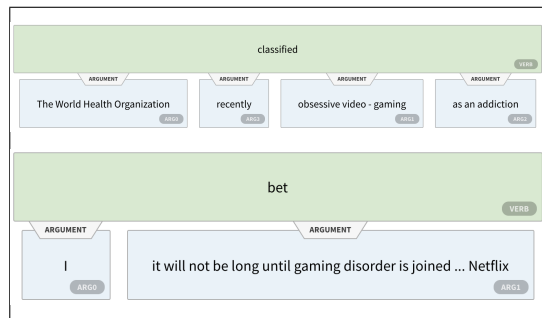 classified
VERB
ARGUMENT ARGUMENT ARGUMENT ARGUMENT
The World Health Organization recently obsessive video - gaming as an addiction
ARG0 ARG2 ARG1 ARG2
bet
VERB
ARGUMENT ARGUMENT
I it will not be long until gaming disorder is joined ... Netflix
ARG0 ARG1